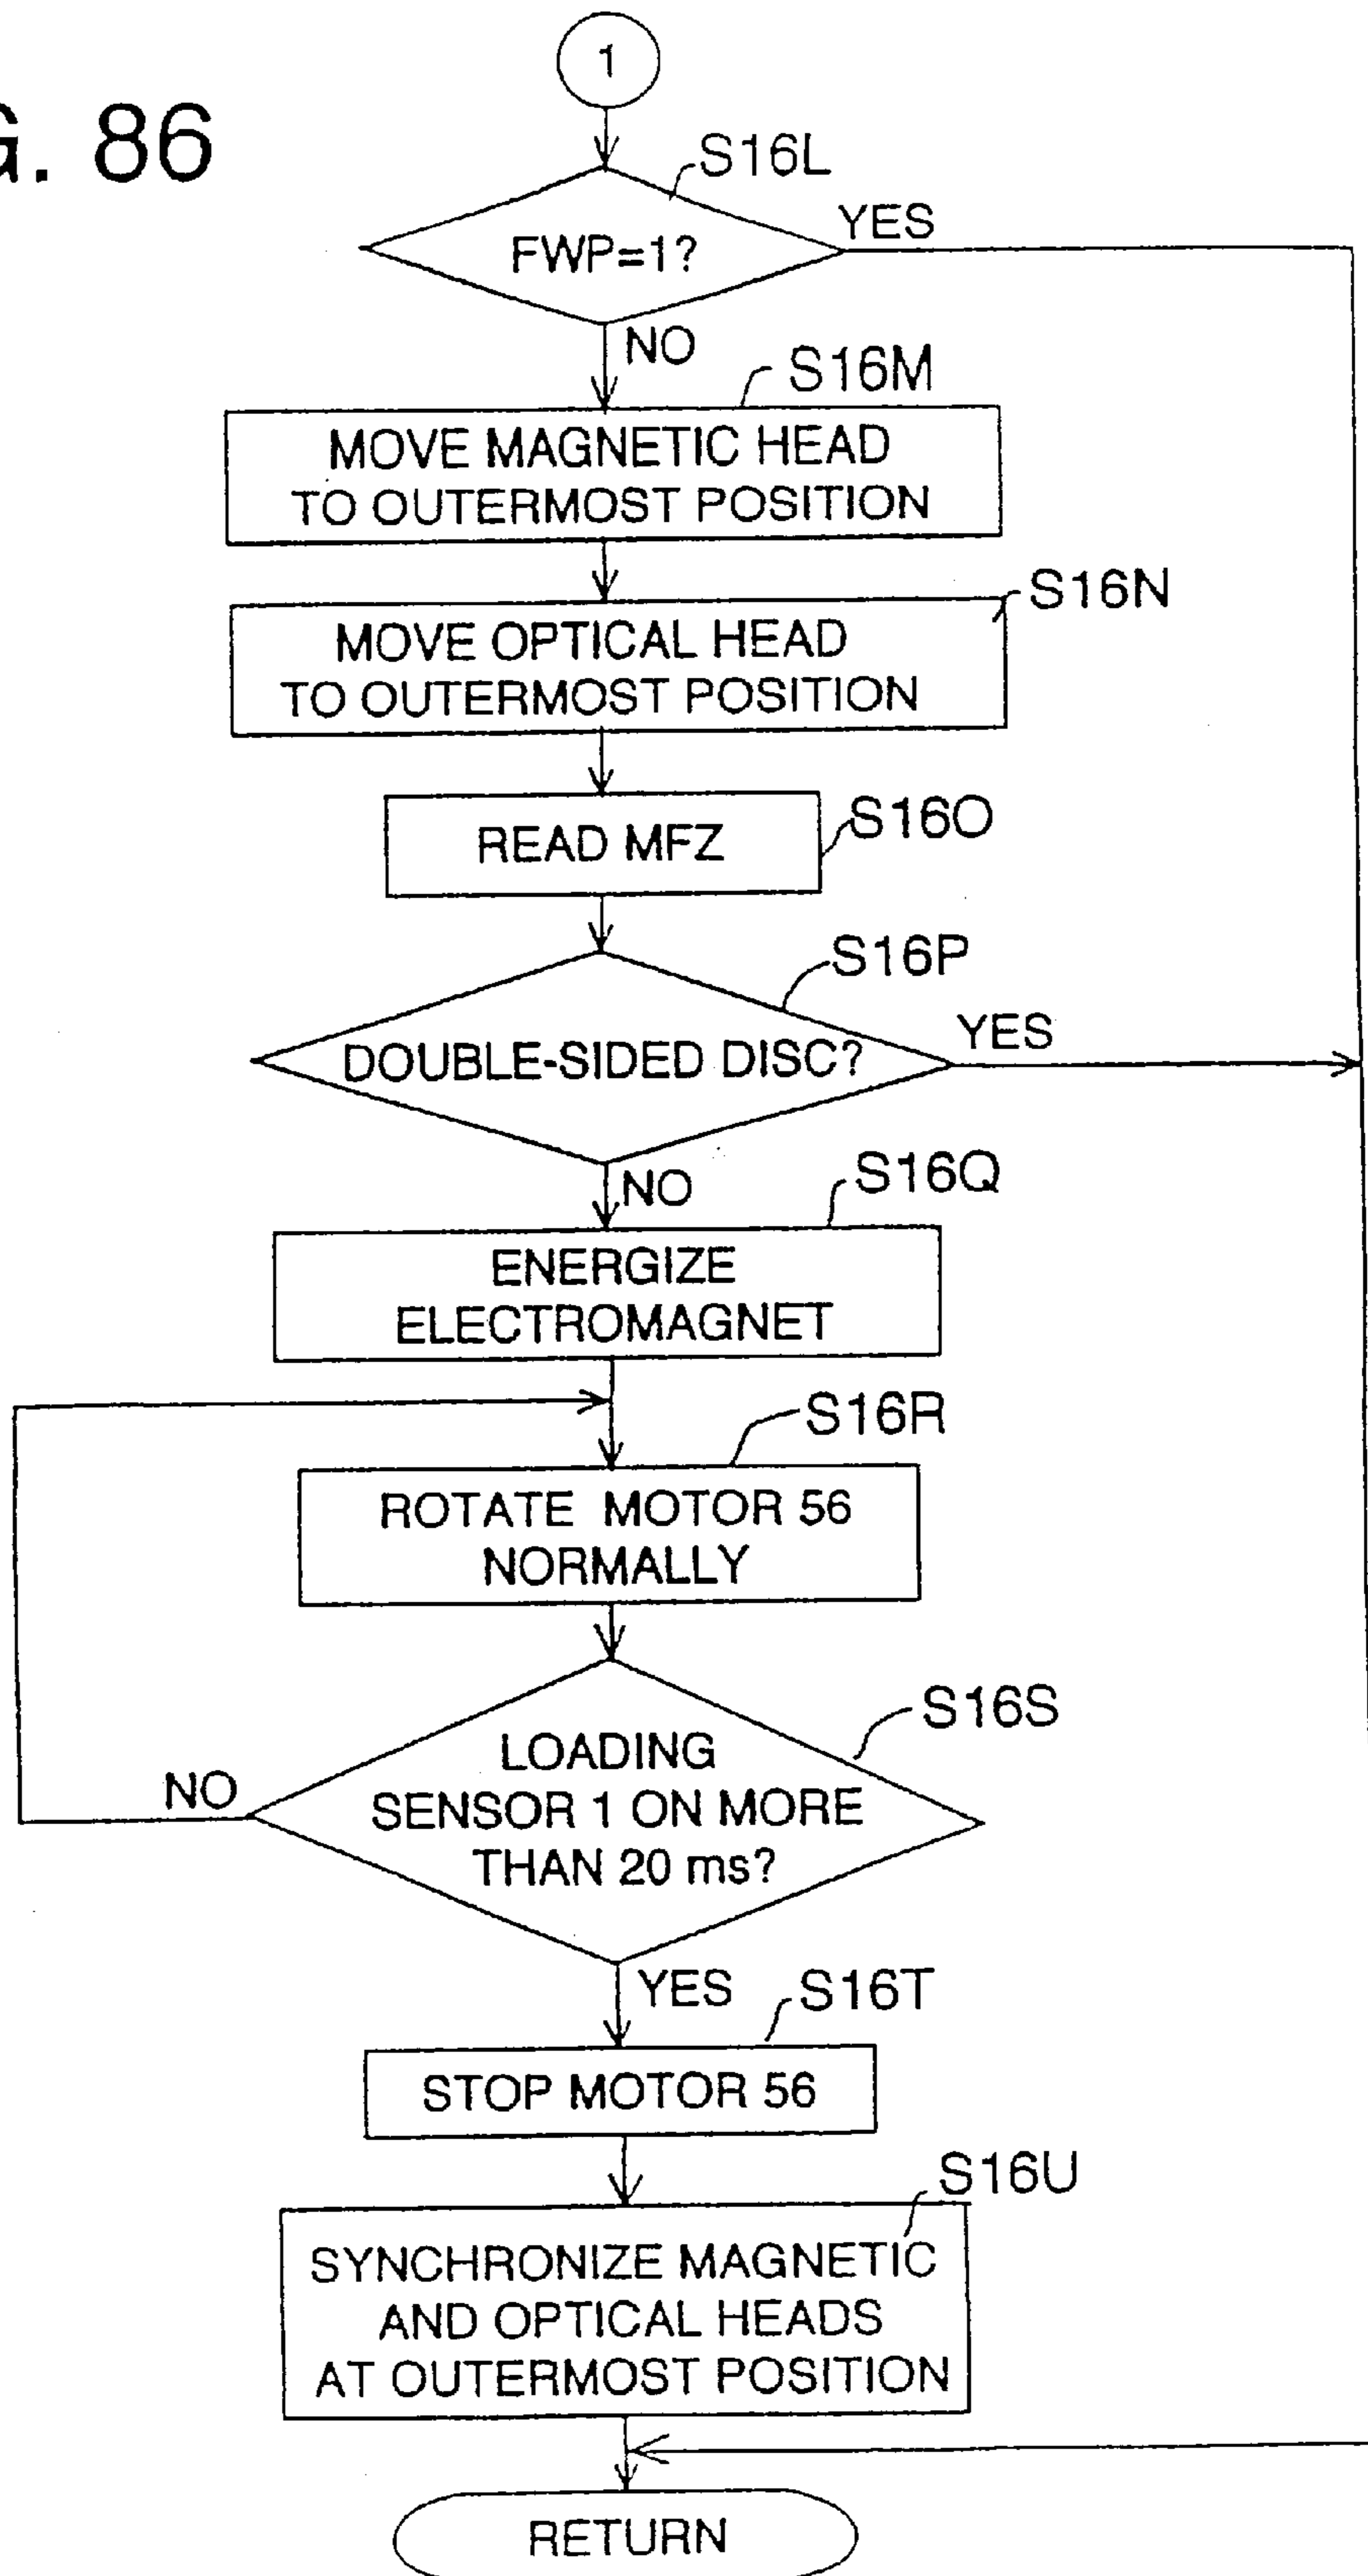 G. 86
1
S16L
FWP=1?
YES
NO
S16M
MOVE MAGNETIC HEAD
TO OUTERMOST POSITION
S16N
MOVE OPTICAL HEAD
TO OUTERMOST POSITION
S16O
READ MFZ
S16P
DOUBLE-SIDED DISC?
YES
NO
S16Q
ENERGIZE
ELECTROMAGNET
S16R
ROTATE MOTOR 56
NORMALLY
S16S
LOADING
SENSOR 1 ON MORE
THAN 20 ms?
NO
YES
S16T
STOP MOTOR 56
S16U
SYNCHRONIZE MAGNETIC
AND OPTICAL HEADS
AT OUTERMOST POSITION
RETURN